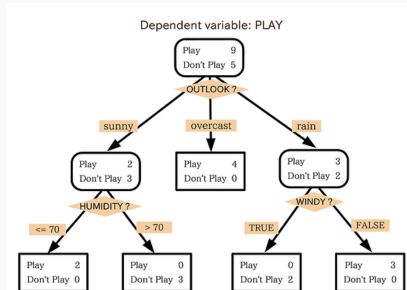 Dependent variable: PLAY
Play 9
Don't Play 5
OUTLOOK ?
sunny
overcast
rain
Play 2
Don't Play 3
Play 4
Don't Play 0
Play 3
Don't Play 2
HUMIDITY ?
WINDY ?
<= 70
> 70
TRUE
FALSE
Play 2
Don't Play 0
Play 0
Don't Play 3
Play 0
Don't Play 2
Play 3
Don't Play 0